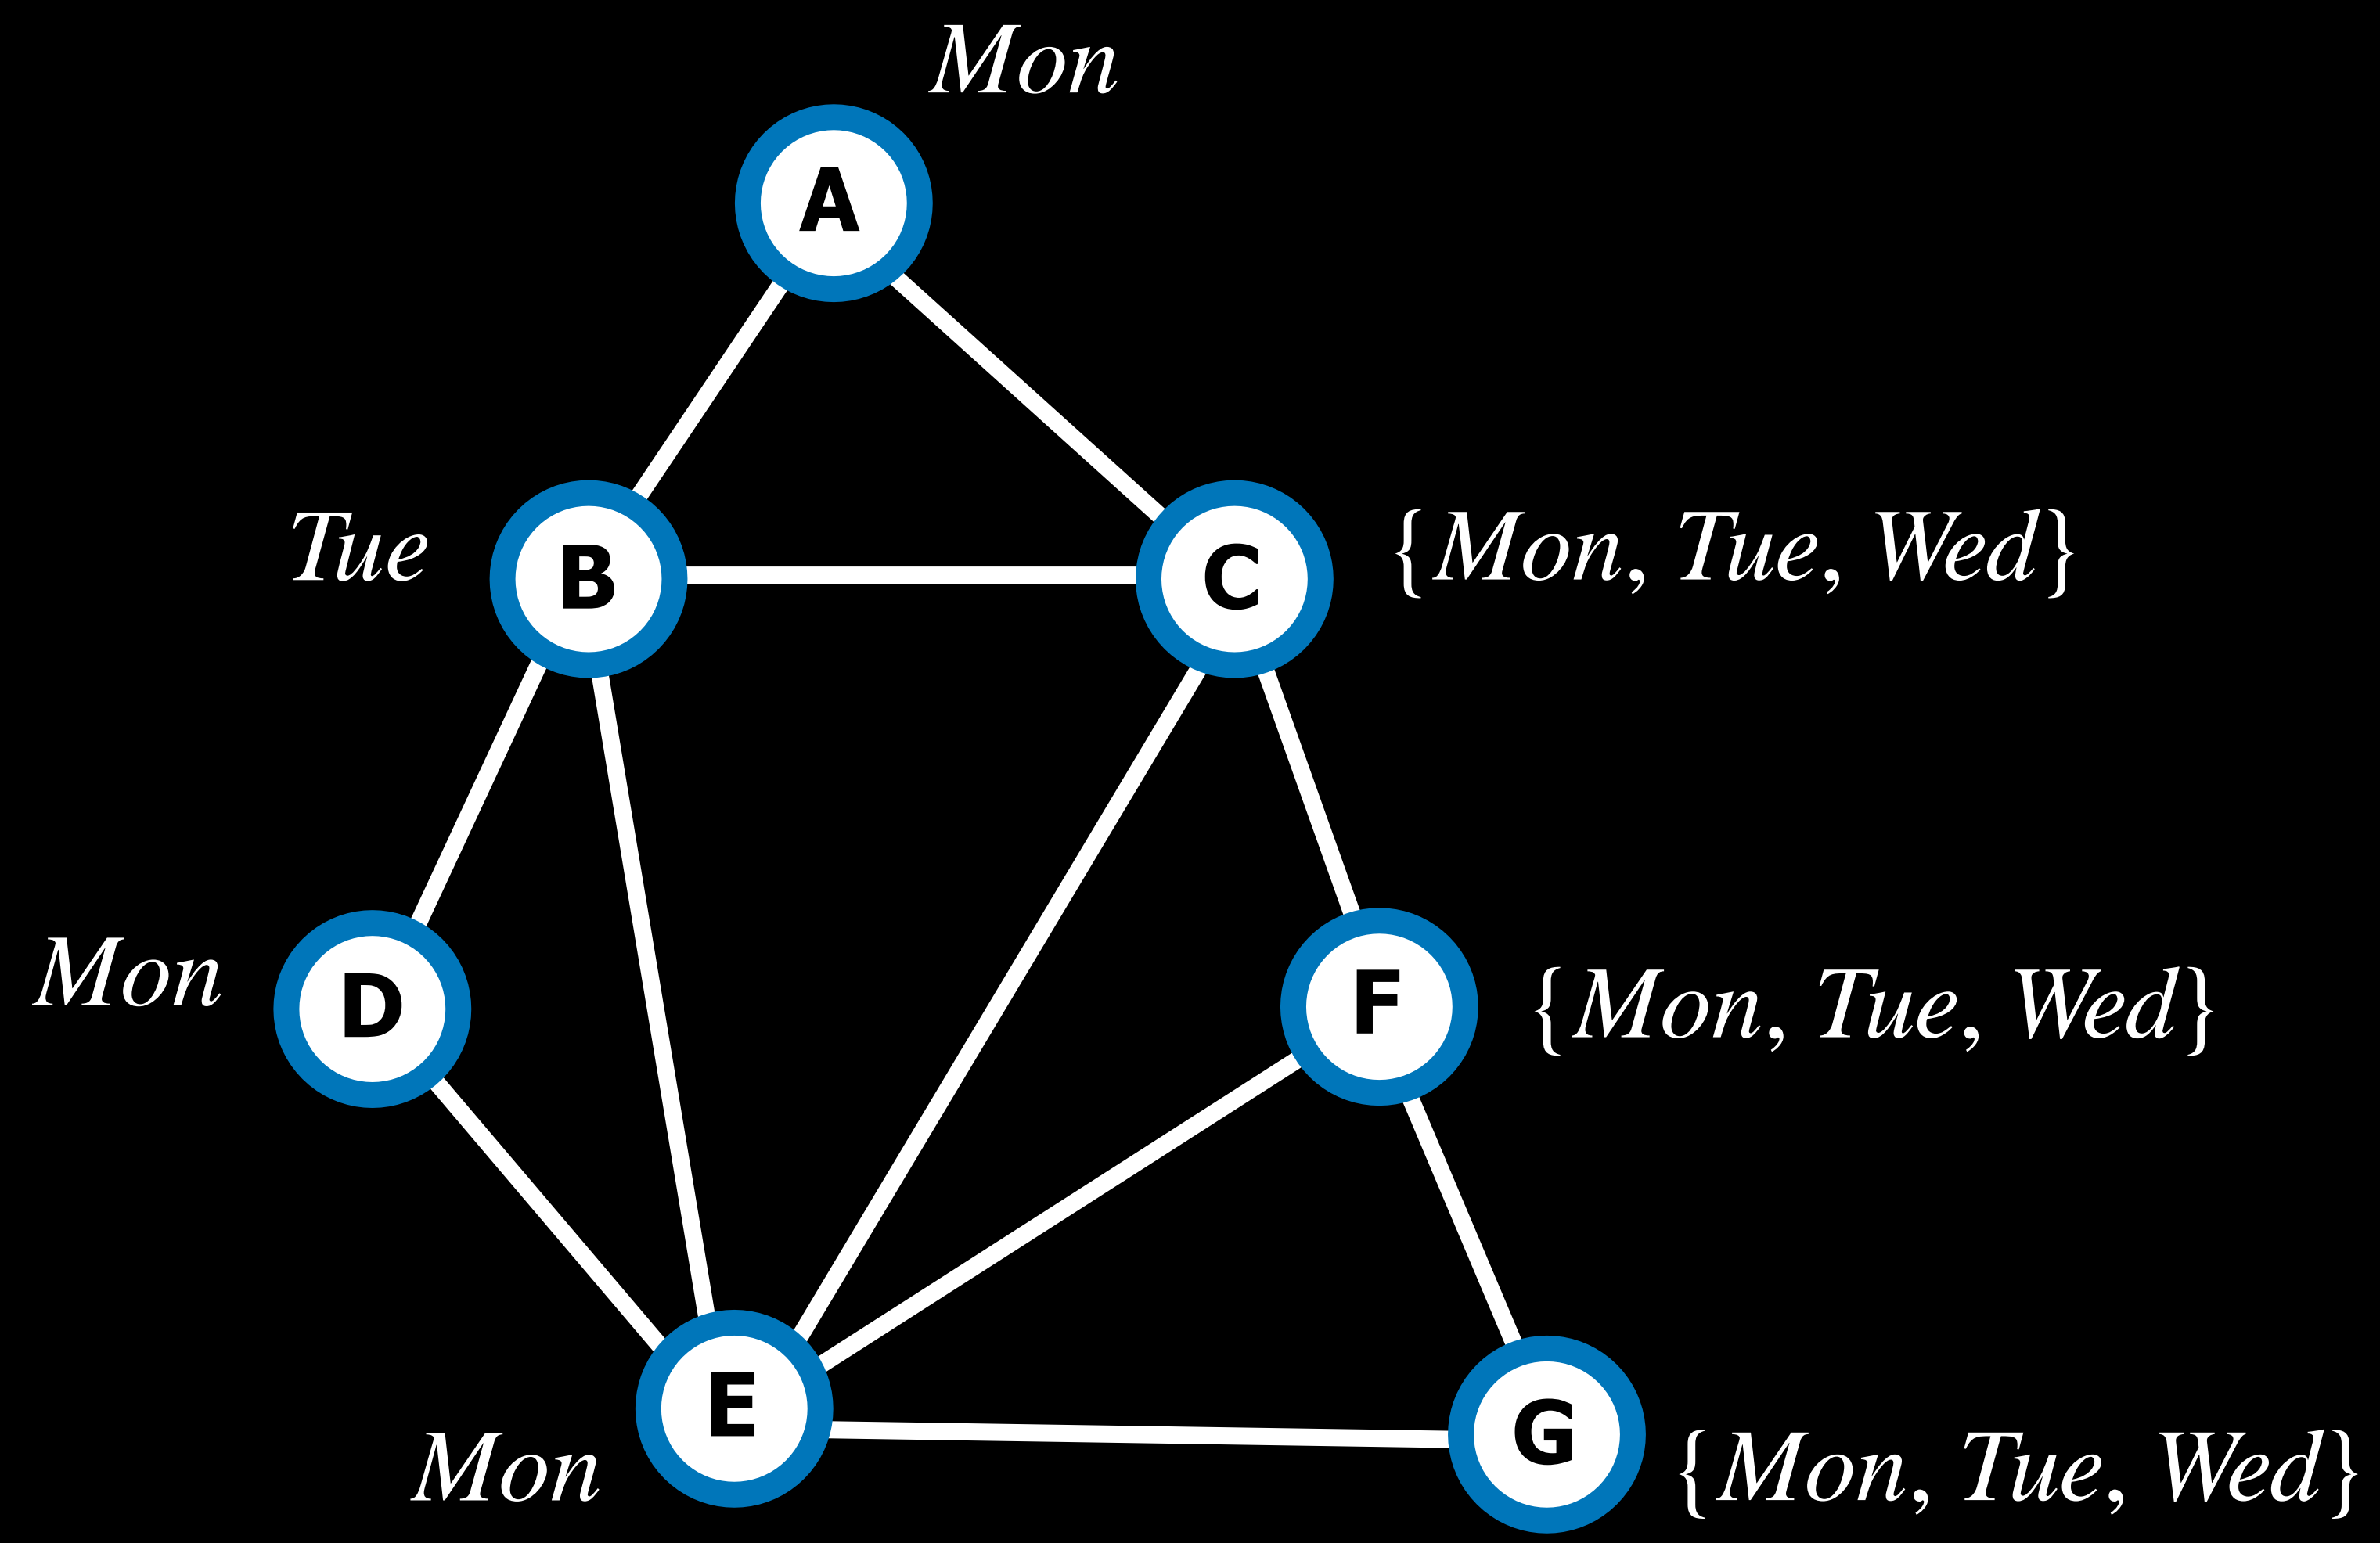 Mon
A
Tue
B
C
{Mon, Tue, Wed}
Mon
D
F
{Mon, Tue, Wed}
E
Mon
G
{Mon, Tue, Wed}